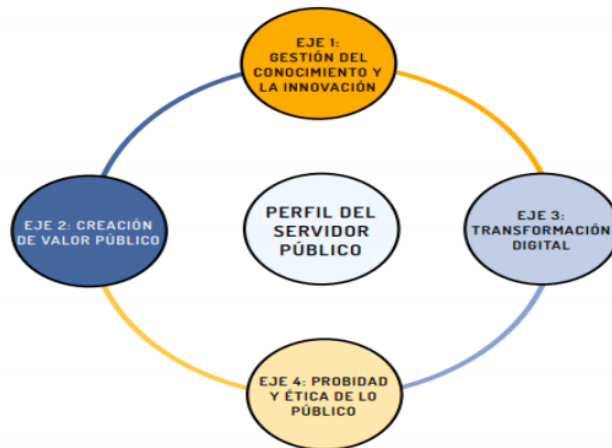 EJE 1:
GESTIÓN DEL
CONOCIMIENTO Y
LA INNOVACIÓN
EJE 2: CREACIÓN
DE VALOR PÚBLICO
PERFIL DEL
SERVIDOR
PÚBLICO
EJE 3:
TRANSFORMACIÓN
DIGITAL
EJE 4: PROBIDAD
Y ÉTICA DE LO
PÚBLICO